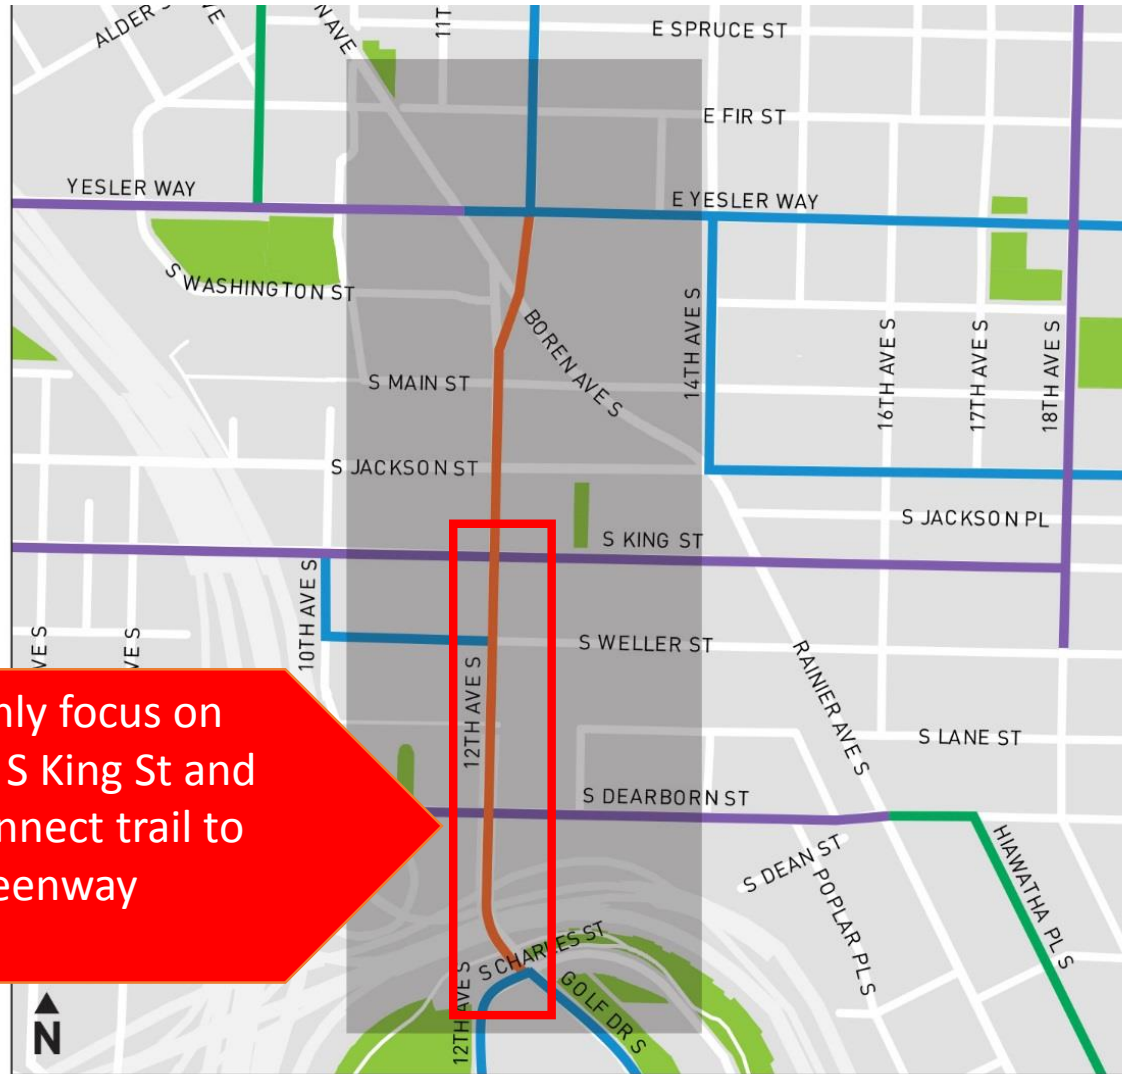 ALDER
VE
N AVE
11T
E SPRUCE ST
E FIR ST
YESLER WAY
E YESLER WAY
S WASHINGTON ST
BOREN AVE S
14TH AVE S
16TH AVE S
17TH AVE S
18TH AVE S
S MAIN ST
S JACKSON ST
S JACKSON PL
S KING ST
10TH AVE S
VE S
VE S
S WELLER ST
12TH AVE S
RAINIER AVE S
S LANE ST
nly focus on
S King St and
nnect trail to
eenway
S DEARBORN ST
S DEAN ST
POPLAR PL S
HIAWATHA PL S
S CHARLES ST
GOLF DR S
12TH AVE S
N